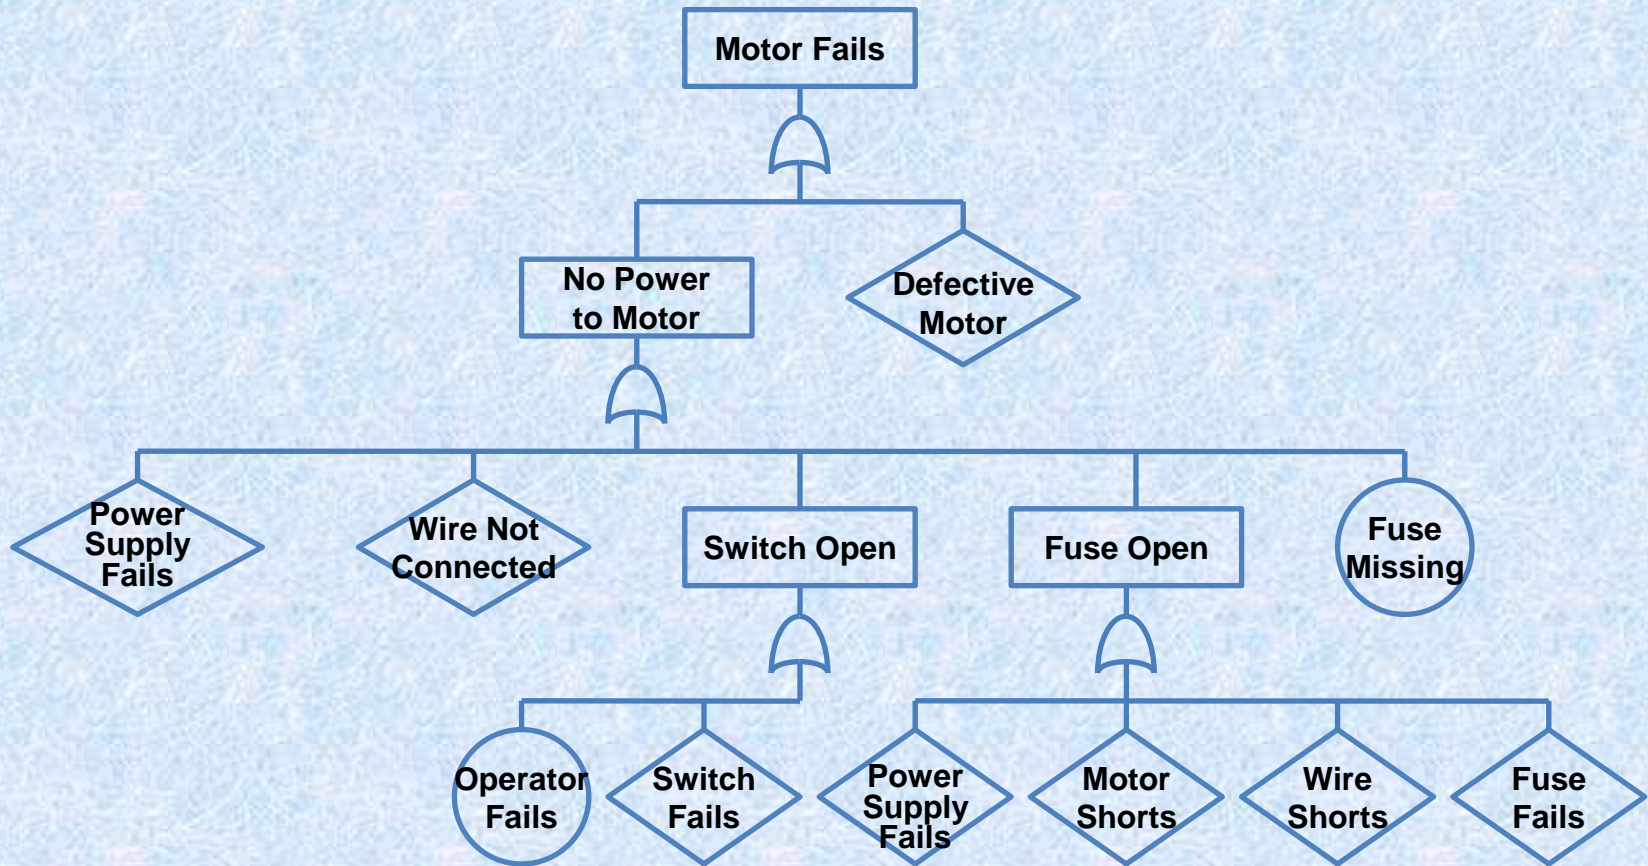 Motor Fails
No Power
to Motor
Defective
Motor
Power
Supply
Fails
Wire Not
Connected
Switch Open
Fuse Open
Fuse
Missing
Operator
Fails
Switch
Fails
Power
Supply
Fails
Motor
Shorts
Wire
Shorts
Fuse
Fails